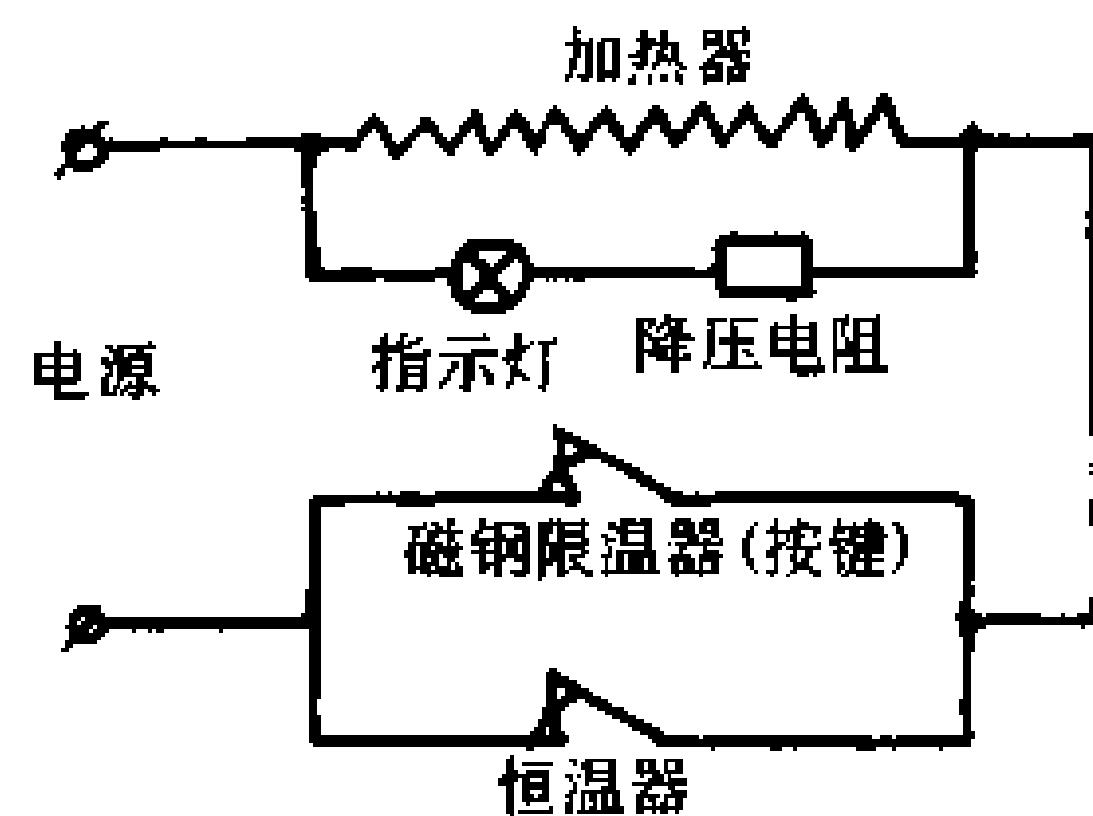 加热器
指示灯
降压电阻
电源
磁钢限温器(按键)
恒温器